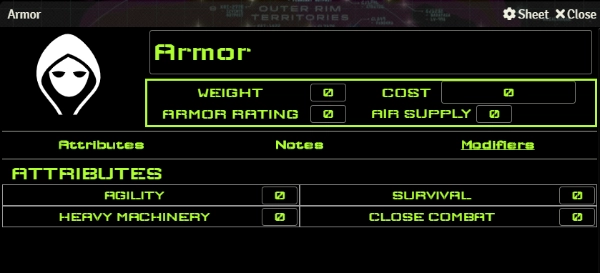 Armor
OUTER RIM
TERRITORIES
Sheet Close
Armor
WEIGHT 0 COST 0
ARMOR RATING 0 AIR SUPPLY 0
Attributes Notes Modifiers
ATTRIBUTES
AGILITY 0 SURVIVAL 0
HEAVY MACHINERY 0 CLOSE COMBAT 0